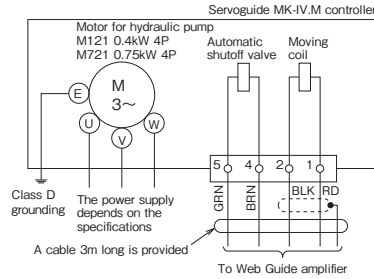 Servoguide MK-IV.M controller
Motor for hydraulic pump
M121 0.4kW 4P
M721 0.75kW 4P
Automatic
shutoff valve
Moving
coil
M
3~
E
U
V
W
5
4
2
1
GRN
BRN
BLK
RD
Class D
grounding
The power supply
depends on the
specifications
A cable 3m long is provided
To Web Guide amplifier